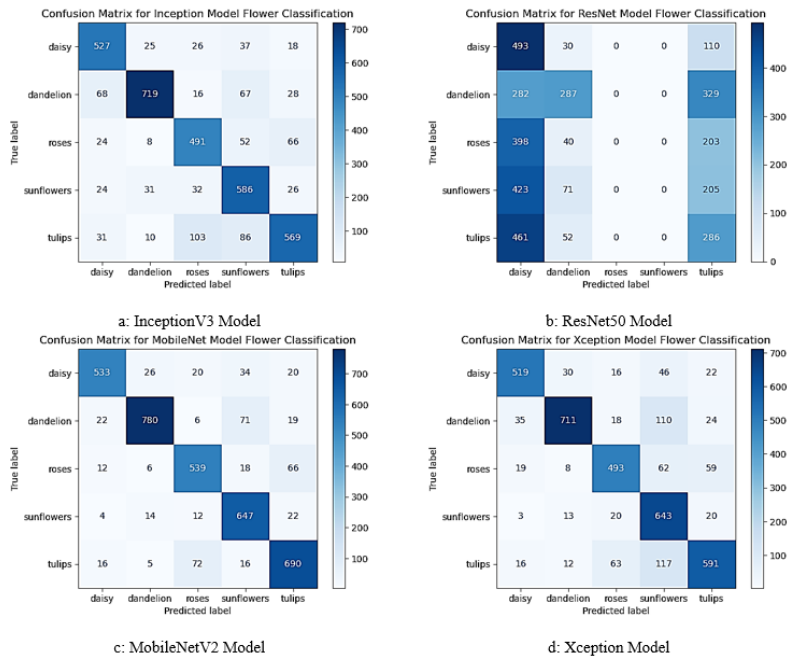 Confusion Matrix for Inception Model Flower Classification
daisy 527 25 26 37 18
dandelion 68 719 16 67 28
roses 24 8 491 52 66
sunflowers 24 31 32 586 26
tulips 31 10 103 86 569
daisy dandelion roses sunflowers tulips
Predicted label
True label
700
600
500
400
300
200
100
a: InceptionV3 Model
Confusion Matrix for ResNet Model Flower Classification
daisy 493 30 0 0 110
dandelion 282 287 0 0 329
roses 398 40 0 0 203
sunflowers 423 71 0 0 205
tulips 461 52 0 0 286
daisy dandelion roses sunflowers tulips
Predicted label
True label
400
300
200
100
0
b: ResNet50 Model
Confusion Matrix for MobileNet Model Flower Classification
daisy 533 26 20 34 20
dandelion 22 780 6 71 19
roses 12 6 539 18 66
sunflowers 4 14 12 647 22
tulips 16 5 72 16 690
daisy dandelion roses sunflowers tulips
Predicted label
True label
700
600
500
400
300
200
100
c: MobileNetV2 Model
Confusion Matrix for Xception Model Flower Classification
daisy 519 30 16 46 22
dandelion 35 711 18 110 24
roses 19 8 493 62 59
sunflowers 3 13 20 643 20
tulips 16 12 63 117 591
daisy dandelion roses sunflowers tulips
Predicted label
True label
700
600
500
400
300
200
100
d: Xception Model